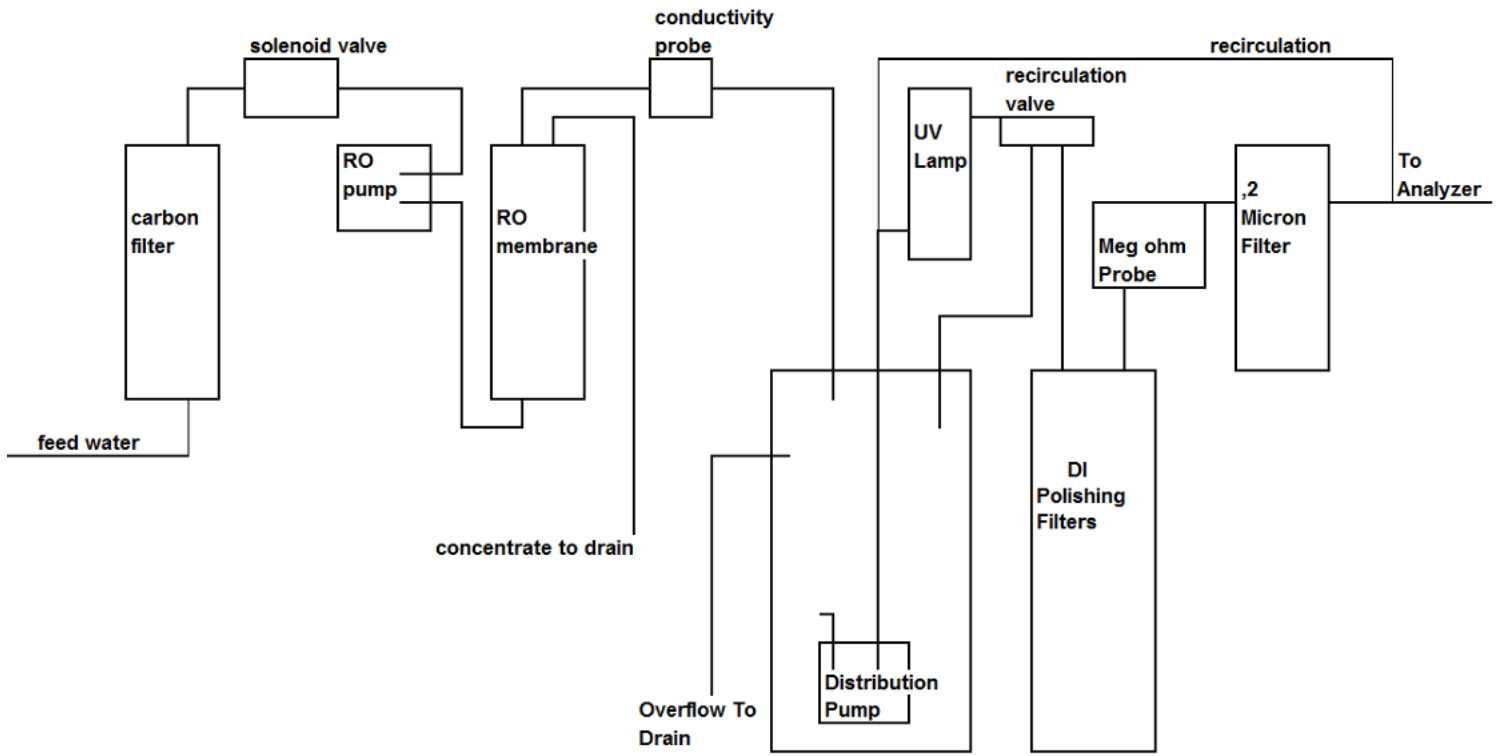 conductivity
probe
solenoid valve
recirculation
recirculation
valve
UV
Lamp
RO
pump
To
Analyzer
,2
Micron
Filter
carbon
filter
RO
membrane
Meg ohm
Probe
feed water
DI
Polishing
Filters
concentrate to drain
Distribution
Pump
Overflow To
Drain